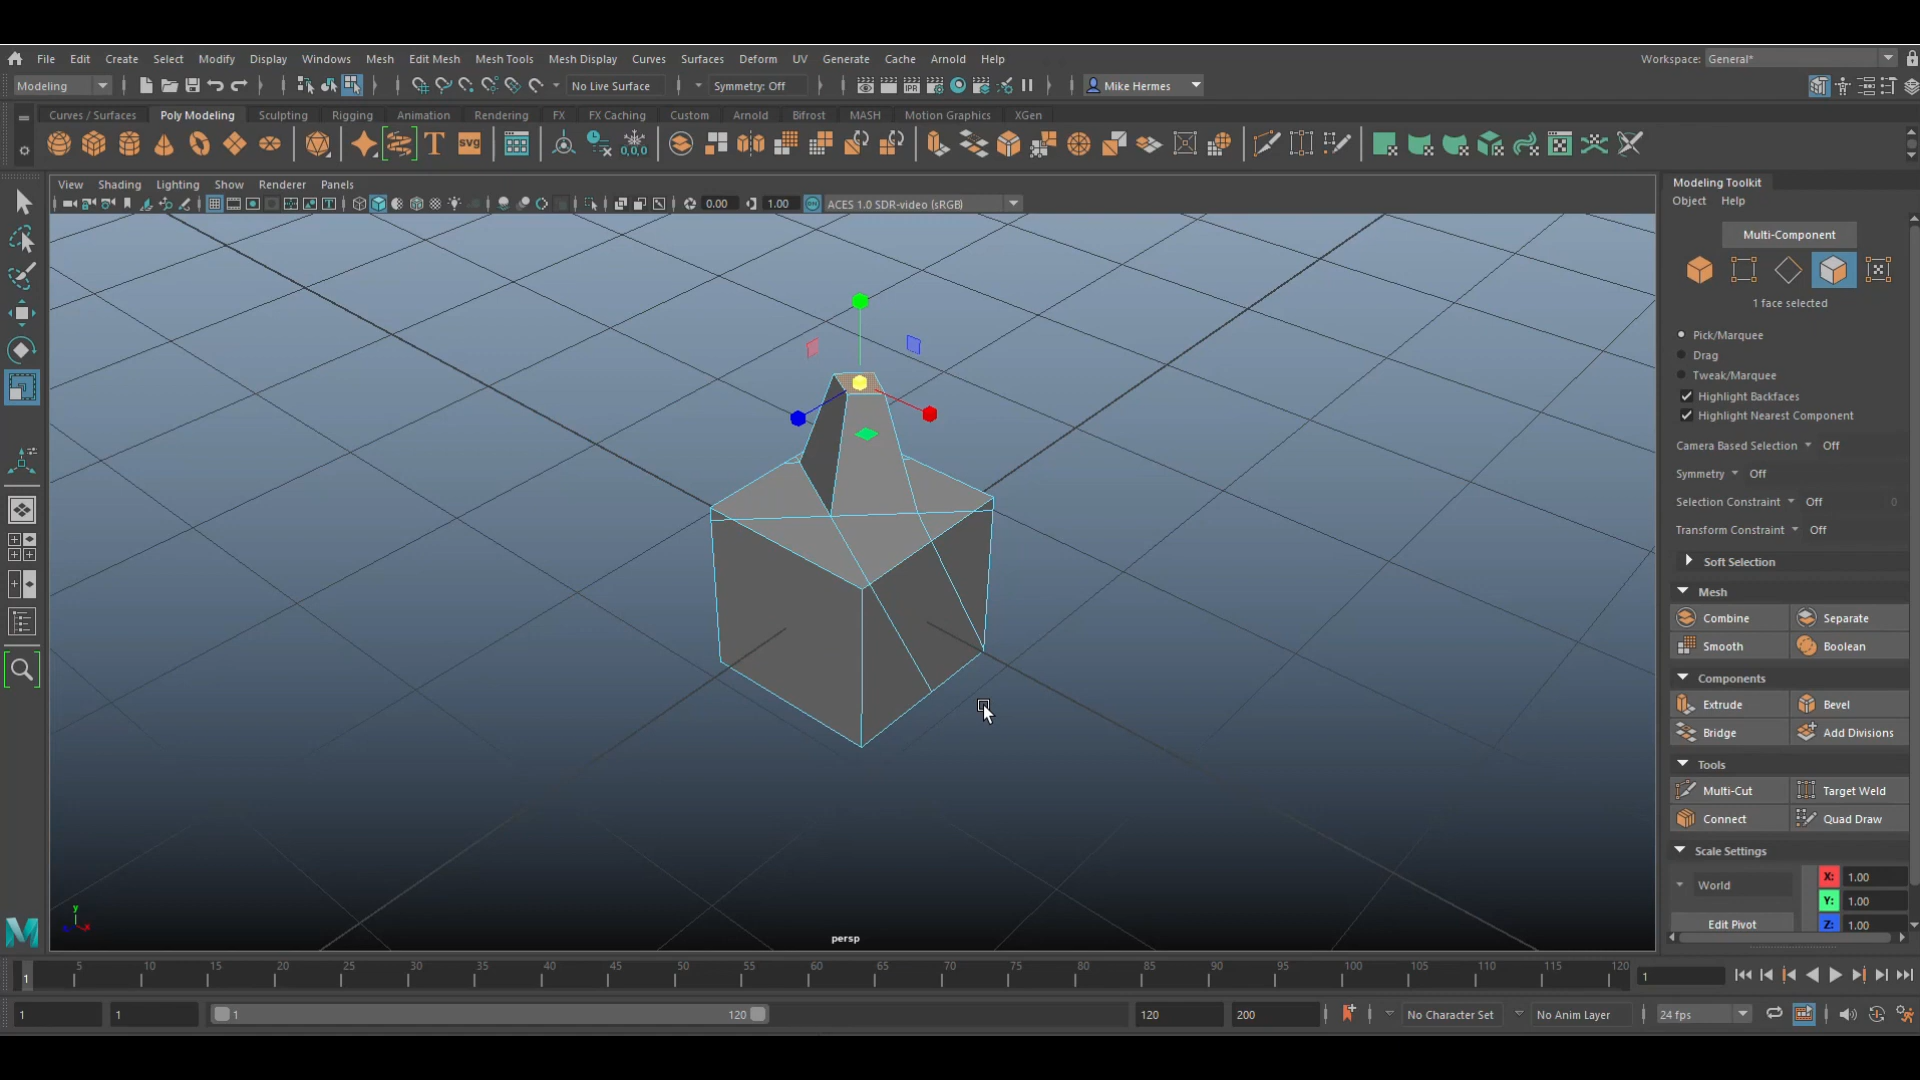 File Edit Create Select Modify Display Windows Mesh Edit Mesh Mesh Tools Mesh Display Curves Surfaces Deform UV Generate Cache Arnold Help Workspace: General*
Modeling No Live Surface Symmetry: Off IPR Mike Hermes
Curves / Surfaces Poly Modeling Sculpting Rigging Animation Rendering FX FX Caching Custom Arnold Bifrost MASH Motion Graphics XGen
T SVG 0,0,0
View Shading Lighting Show Renderer Panels
0.00 1.00 ACES 1.0 SDR-video (sRGB)
Modeling Toolkit
Object Help
Multi-Component
1 face selected
Pick/Marquee
Drag
Tweak/Marquee
Highlight Backfaces
Highlight Nearest Component
Camera Based Selection Off
Symmetry Off
Selection Constraint Off 0
Transform Constraint Off
Soft Selection
Mesh
Combine Separate
Smooth Boolean
Components
Extrude Bevel
Bridge Add Divisions
Tools
Multi-Cut Target Weld
Connect Quad Draw
Scale Settings
World X: 1.00
Y: 1.00
Edit Pivot Z: 1.00
y
x
persp
M
1 5 10 15 20 25 30 35 40 45 50 55 60 65 70 75 80 85 90 95 100 105 110 115 120 1
1 1 1 120 120 200 No Character Set No Anim Layer 24 fps